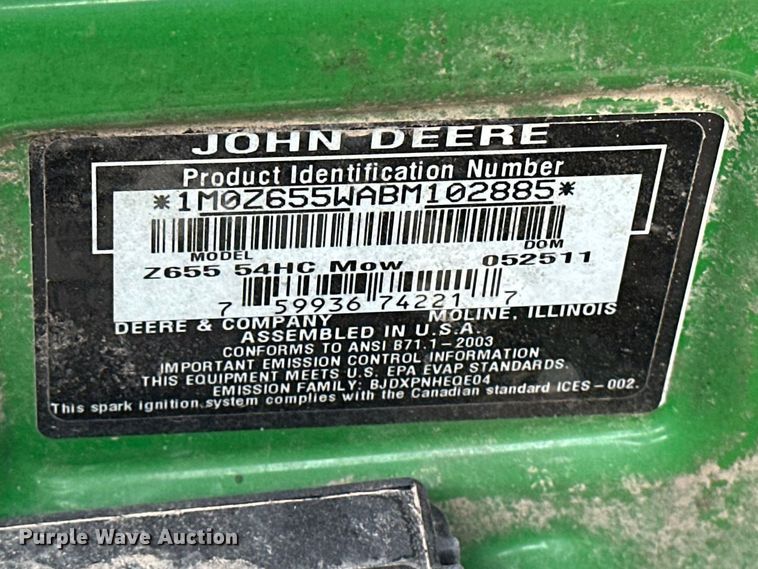 JOHN DEERE
Product Identification Number
*1M0Z655WABM102885*
MODEL DOM
Z655 54HC Mow 052511
7 59936 74221 7
DEERE & COMPANY MOLINE, ILLINOIS
ASSEMBLED IN U.S.A.
CONFORMS TO ANSI B71.1-2003
IMPORTANT EMISSION CONTROL INFORMATION
THIS EQUIPMENT MEETS U.S. EPA EVAP STANDARDS.
EMISSION FAMILY: BJDXPNHEQE04
This spark ignition system complies with the Canadian standard ICES-002.
Purple Wave Auction